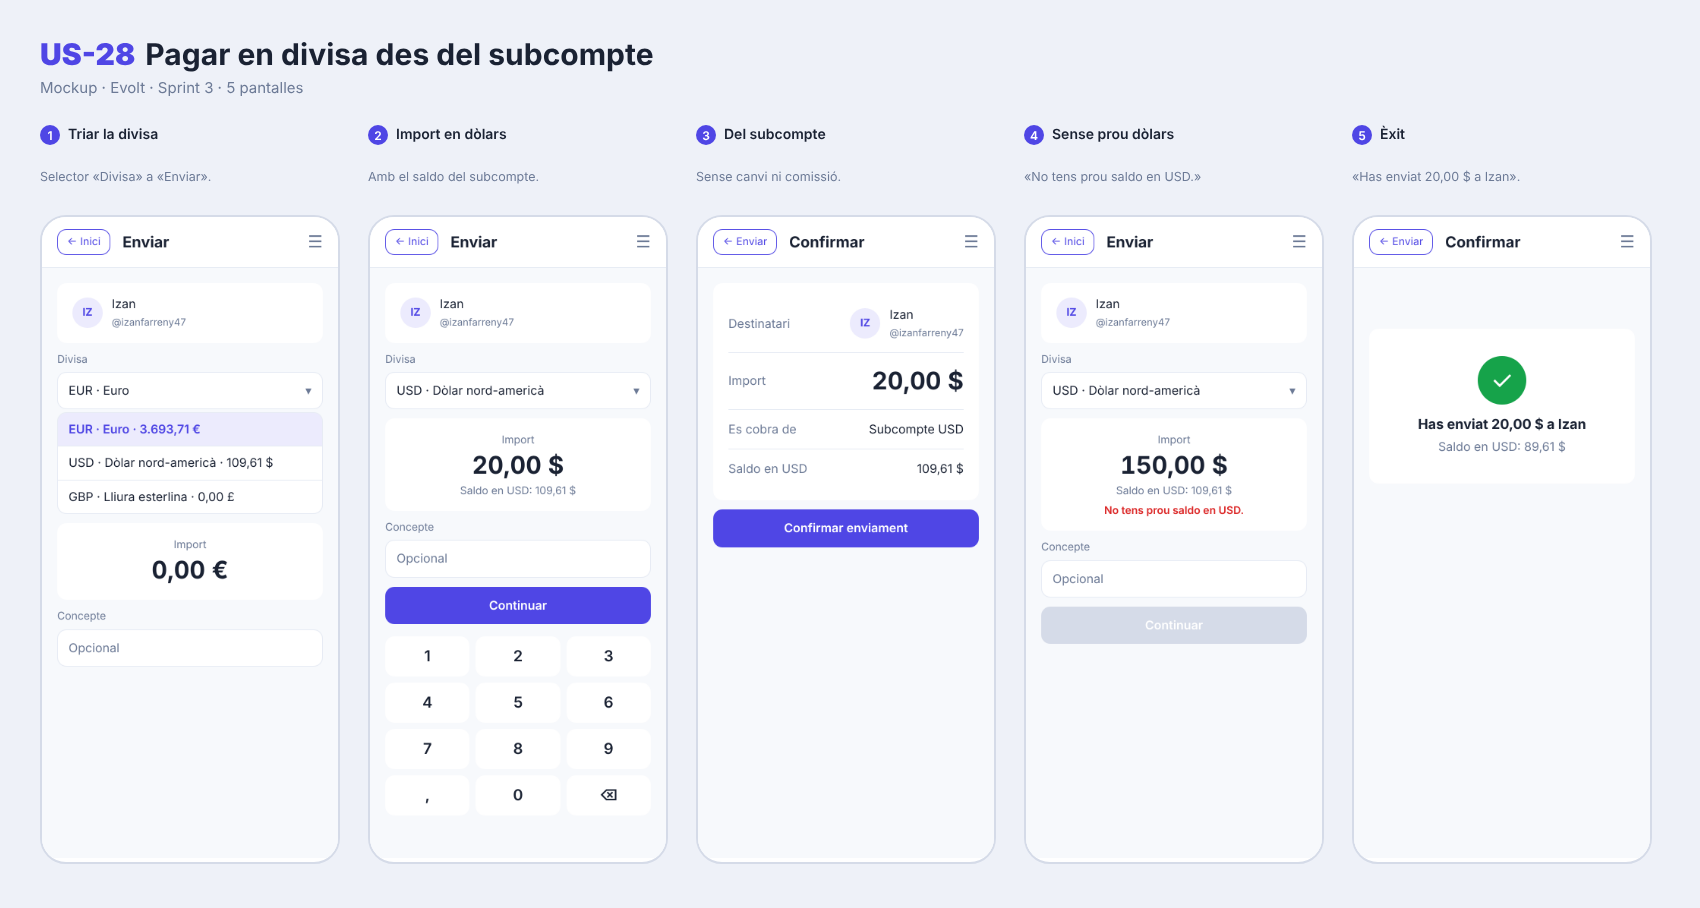 US-28 Pagar en divisa des del subcompte
Mockup · Evolt · Sprint 3 · 5 pantalles
1 Triar la divisa
Selector «Divisa» a «Enviar».
← Inici Enviar ☰
IZ
Izan
@izanfarreny47
Divisa
EUR · Euro ▾
EUR · Euro · 3.693,71 €
USD · Dòlar nord-americà · 109,61 $
GBP · Lliura esterlina · 0,00 £
Import
0,00 €
Concepte
Opcional
2 Import en dòlars
Amb el saldo del subcompte.
← Inici Enviar ☰
IZ
Izan
@izanfarreny47
Divisa
USD · Dòlar nord-americà ▾
Import
20,00 $
Saldo en USD: 109,61 $
Concepte
Opcional
Continuar
1 2 3
4 5 6
7 8 9
, 0 ⌫
3 Del subcompte
Sense canvi ni comissió.
← Enviar Confirmar ☰
Destinatari
IZ
Izan
@izanfarreny47
Import 20,00 $
Es cobra de Subcompte USD
Saldo en USD 109,61 $
Confirmar enviament
4 Sense prou dòlars
«No tens prou saldo en USD.»
← Inici Enviar ☰
IZ
Izan
@izanfarreny47
Divisa
USD · Dòlar nord-americà ▾
Import
150,00 $
Saldo en USD: 109,61 $
No tens prou saldo en USD.
Concepte
Opcional
Continuar
5 Èxit
«Has enviat 20,00 $ a Izan».
← Enviar Confirmar ☰
Has enviat 20,00 $ a Izan
Saldo en USD: 89,61 $